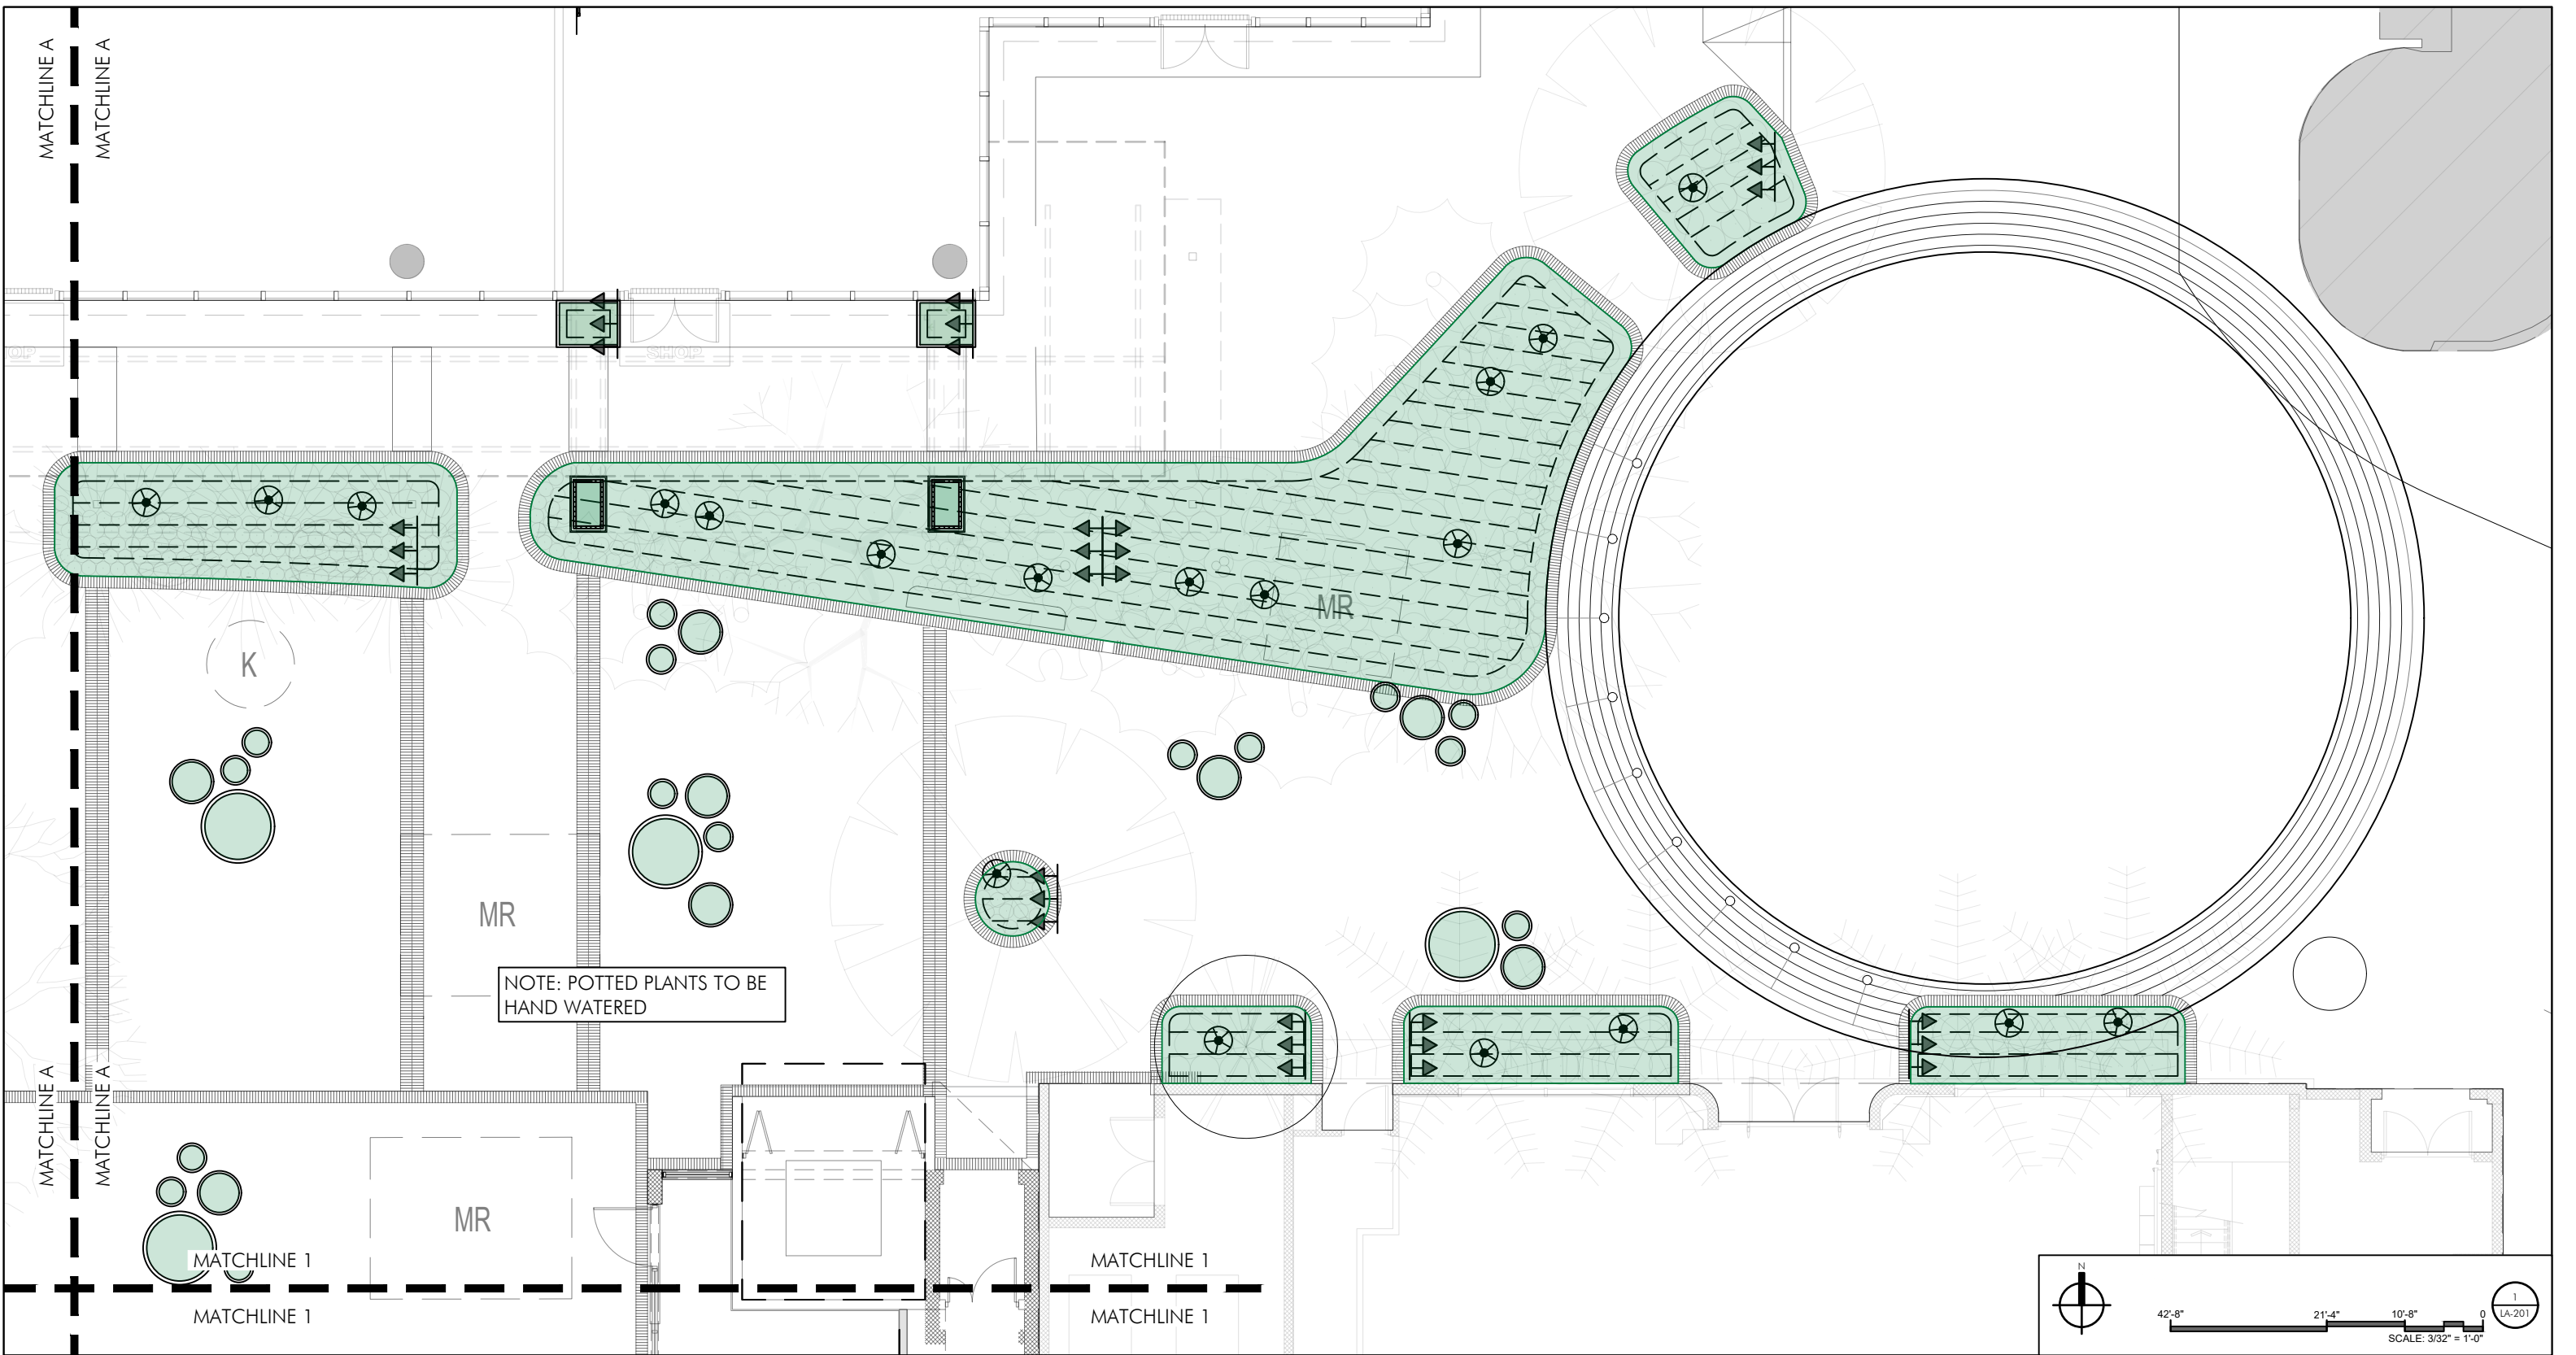 MATCHLINE A
MATCHLINE A
SHOP
MR
K
MR
NOTE: POTTED PLANTS TO BE
HAND WATERED
MATCHLINE A
MATCHLINE A
MR
MATCHLINE 1
MATCHLINE 1
MATCHLINE 1
MATCHLINE 1
N
42'-8"
21'-4"
10'-8"
0
SCALE: 3/32" = 1'-0"
1
LA-201